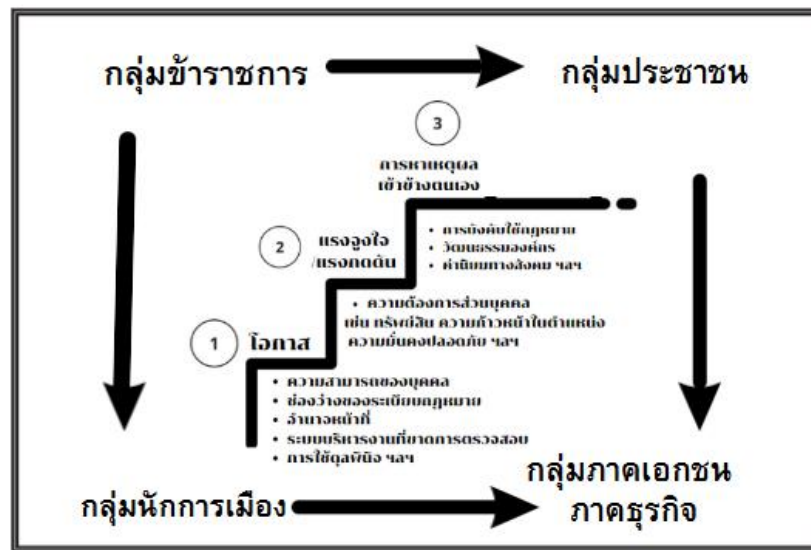 กลุ่มข้าราชการ
กลุ่มประชาชน
3
การหาเหตุผล
เข้าข้างตนเอง
2
แรงจูงใจ
/แรงกดดัน
• การบังคับใช้กฎหมาย
• วัฒนธรรมองค์กร
• ค่านิยมทางสังคม ฯลฯ
1
โอกาส
• ความต้องการส่วนบุคคล
เช่น ทรัพย์สิน ความก้าวหน้าในตำแหน่ง
ความมั่นคงปลอดภัย ฯลฯ
• ความสามารถของบุคคล
• ช่องว่างของระเบียบกฎหมาย
• อำนาจหน้าที่
• ระบบบริหารงานที่ขาดการตรวจสอบ
• การใช้ดุลพินิจ ฯลฯ
กลุ่มนักการเมือง
กลุ่มภาคเอกชน
ภาคธุรกิจ